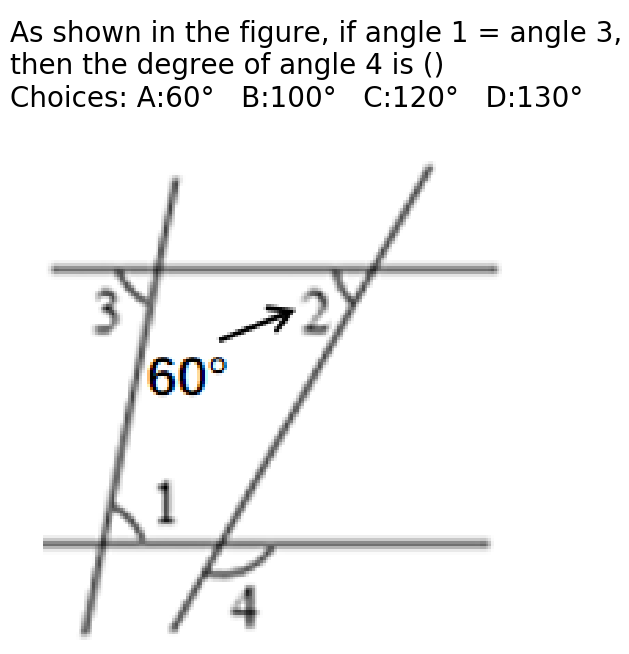 As shown in the figure, if angle 1 = angle 3,
then the degree of angle 4 is ()
Choices: A:60° B:100° C:120° D:130°
3
2
60°
1
4